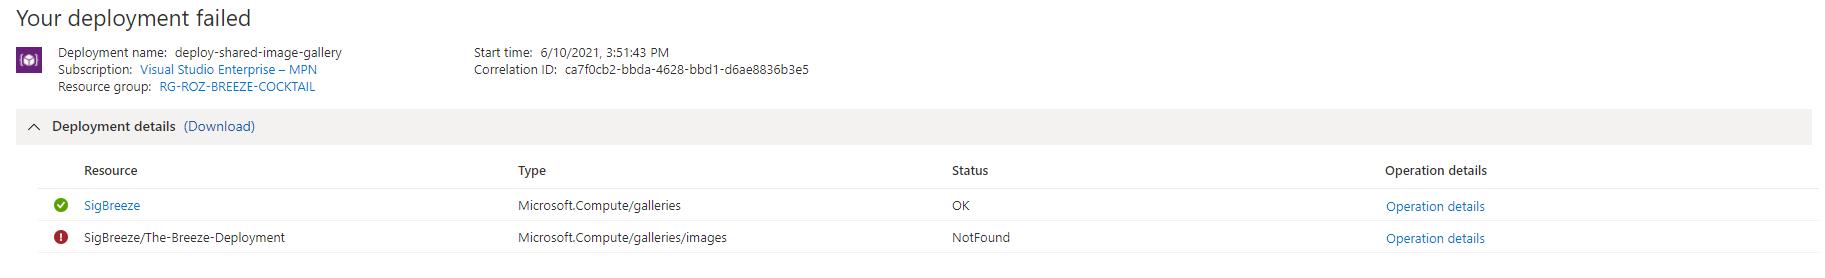 Your deployment failed
Deployment name: deploy-shared-image-gallery
Start time: 6/10/2021, 3:51:43 PM
Subscription: Visual Studio Enterprise – MPN
Correlation ID: ca7f0cb2-bbda-4628-bbd1-d6ae8836b3e5
Resource group: RG-ROZ-BREEZE-COCKTAIL
Deployment details (Download)
Resource Type Status Operation details
SigBreeze Microsoft.Compute/galleries OK Operation details
SigBreeze/The-Breeze-Deployment Microsoft.Compute/galleries/images NotFound Operation details